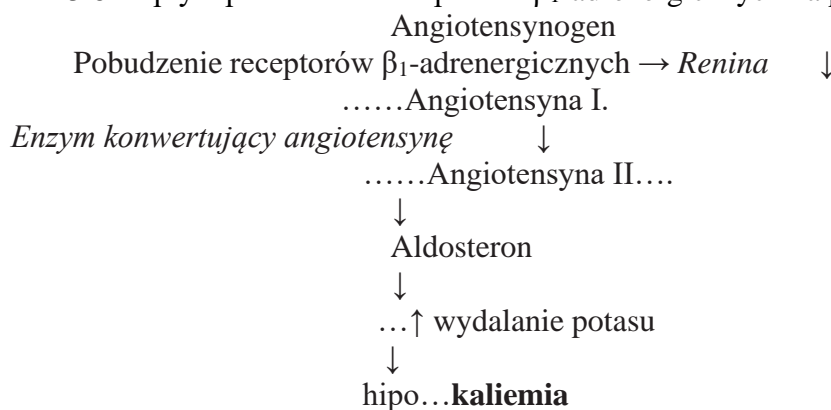 Angiotensynogen
Pobudzenie receptorów β₁-adrenergicznych → Renina ↓
……Angiotensyna I.
Enzym konwertujący angiotensynę ↓
……Angiotensyna II….
↓
Aldosteron
↓
…↑ wydalanie potasu
↓
hipo…kaliemia